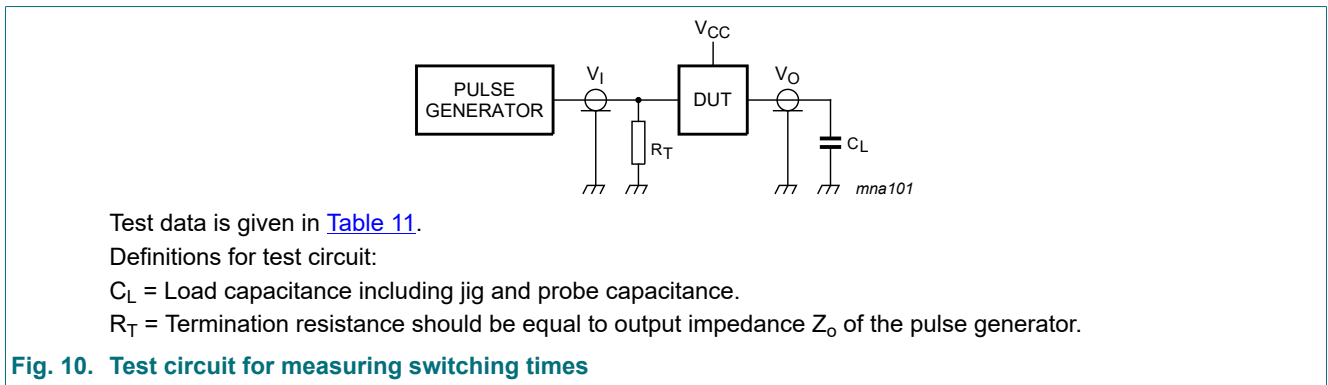 VCC
PULSE
GENERATOR
VI
RT
DUT
VO
CL
mna101
Test data is given in Table 11.
Definitions for test circuit:
CL = Load capacitance including jig and probe capacitance.
RT = Termination resistance should be equal to output impedance Zo of the pulse generator.
Fig. 10. Test circuit for measuring switching times